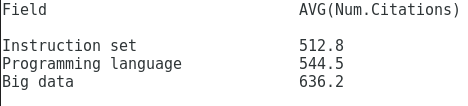 Field AVG(Num.Citations)
Instruction set 512.8
Programming language 544.5
Big data 636.2